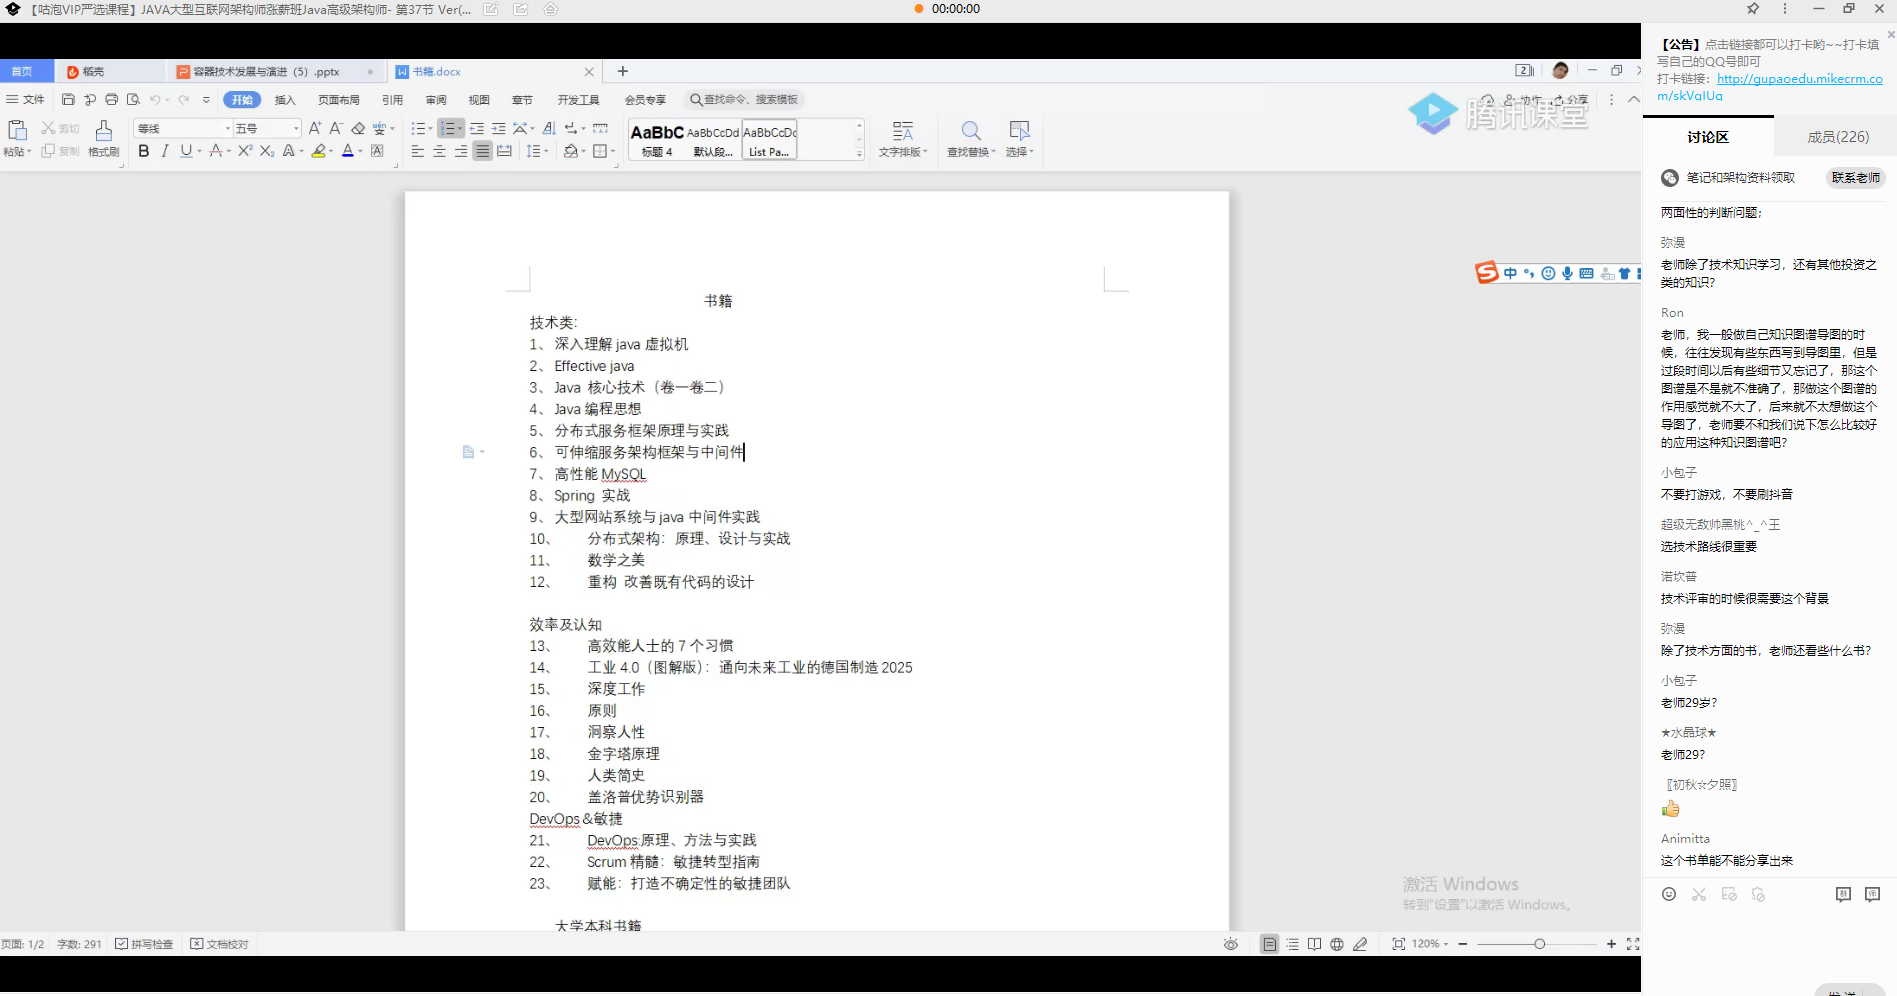 【咕泡VIP严选课程】JAVA大型互联网架构师涨薪班Java高级架构师- 第37节 Ver(...
00:00:00
首页
稻壳
容器技术发展与演进（5）.pptx
书籍.docx
文件
开始
插入
页面布局
引用
审阅
视图
章节
开发工具
会员专享
查找命令、搜索模板
协作
分享
腾讯课堂
粘贴
剪切
复制
格式刷
等线
五号
AaBbC
AaBbCcDd
AaBbCcDc
标题 4
默认段...
List Pa...
文字排版
查找替换
选择
中
书籍
技术类：
1、 深入理解 java 虚拟机
2、 Effective java
3、 Java 核心技术（卷一卷二）
4、 Java 编程思想
5、 分布式服务框架原理与实践
6、 可伸缩服务架构框架与中间件
7、 高性能 MySQL
8、 Spring 实战
9、 大型网站系统与 java 中间件实践
10、 分布式架构：原理、设计与实战
11、 数学之美
12、 重构 改善既有代码的设计
效率及认知
13、 高效能人士的 7 个习惯
14、 工业 4.0（图解版）：通向未来工业的德国制造 2025
15、 深度工作
16、 原则
17、 洞察人性
18、 金字塔原理
19、 人类简史
20、 盖洛普优势识别器
DevOps＆敏捷
21、 DevOps:原理、方法与实践
22、 Scrum 精髓：敏捷转型指南
23、 赋能：打造不确定性的敏捷团队
大学本科书籍
激活 Windows
转到"设置"以激活 Windows。
页面: 1/2
字数: 291
拼写检查
文档校对
120%
【公告】点击链接都可以打卡哟~~打卡填
写自己的QQ号即可
打卡链接：http://gupaoedu.mikecrm.co
m/skVqIUq
讨论区
成员(226)
笔记和架构资料领取
联系老师
两面性的判断问题；
弥漫
老师除了技术知识学习，还有其他投资之
类的知识？
Ron
老师，我一般做自己知识图谱导图的时
候，往往发现有些东西写到导图里，但是
过段时间以后有些细节又忘记了，那这个
图谱是不是就不准确了，那做这个图谱的
作用感觉就不大了，后来就不太想做这个
导图了，老师要不和我们说下怎么比较好
的应用这种知识图谱吧？
小包子
不要打游戏，不要刷抖音
超级无敌帅黑桃^_^王
选技术路线很重要
诺坎普
技术评审的时候很需要这个背景
弥漫
除了技术方面的书，老师还看些什么书？
小包子
老师29岁？
★水晶球★
老师29？
〖初秋☆夕照〗
Animitta
这个书单能不能分享出来